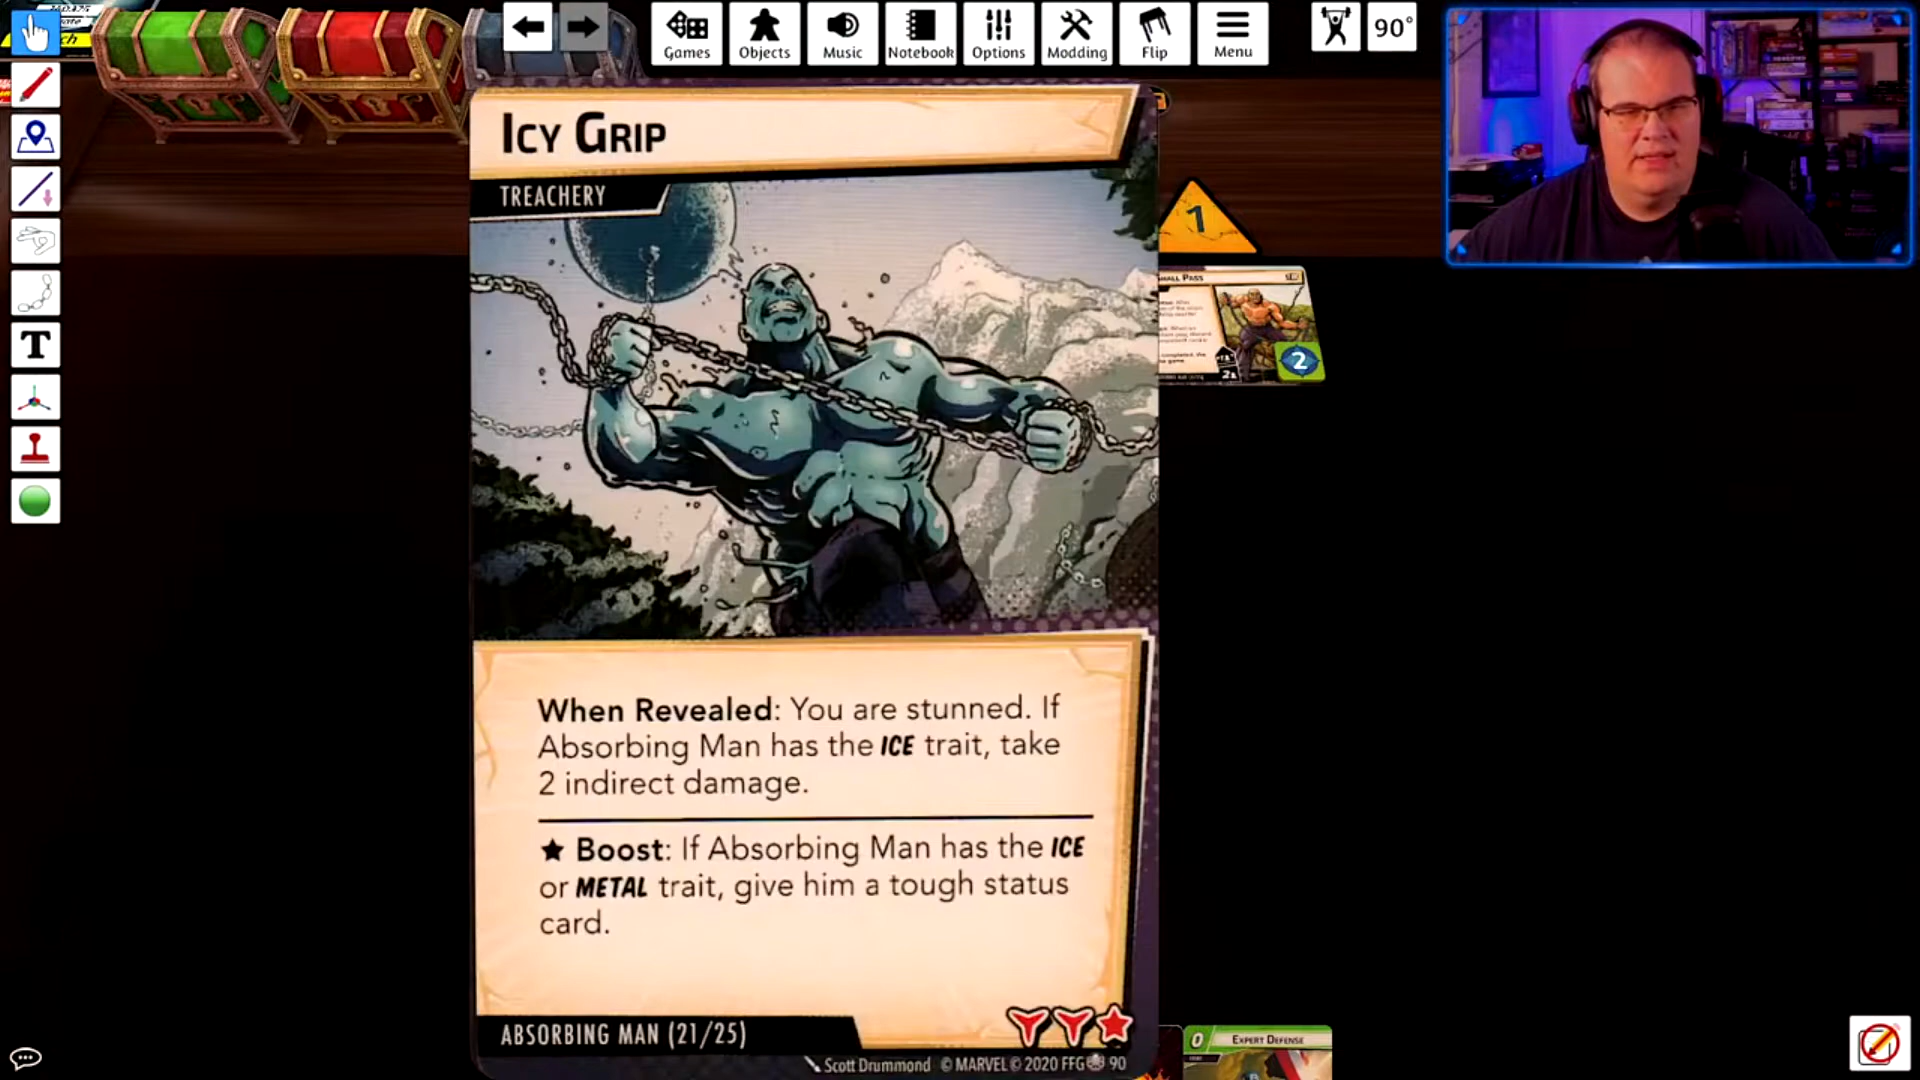 Games
Objects
Music
Notebook
Options
Modding
Flip
Menu
90°
T
ICY GRIP
TREACHERY
1
2
When Revealed: You are stunned. If
Absorbing Man has the ICE trait, take
2 indirect damage.
★ Boost: If Absorbing Man has the ICE
or METAL trait, give him a tough status
card.
ABSORBING MAN (21/25)
Scott Drummond © MARVEL © 2020 FFG 90
0 EXPERT DEFENSE